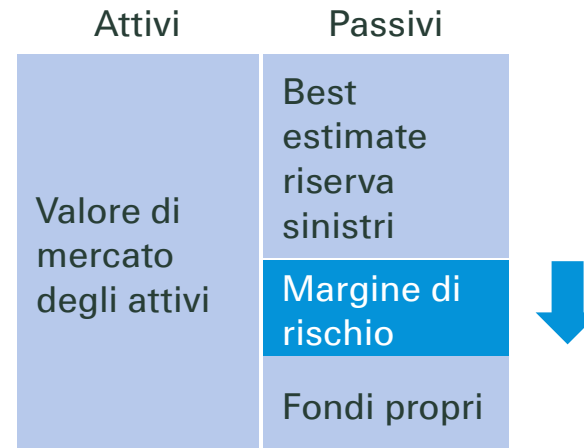 Attivi
Passivi
Valore di
mercato
degli attivi
Best
estimate
riserva
sinistri
Margine di
rischio
Fondi propri